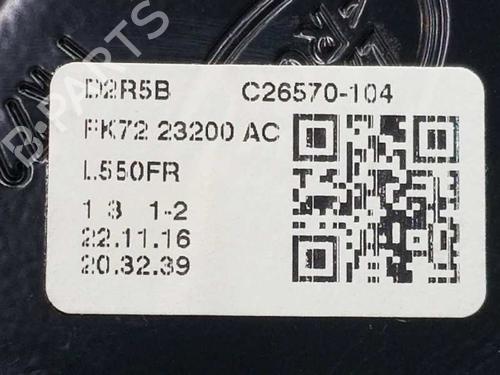 D2R5B C26570-104
FK72 23200 AC
L550FR
1 3 1-2
22.11.16
20.32.39
B-PARTS